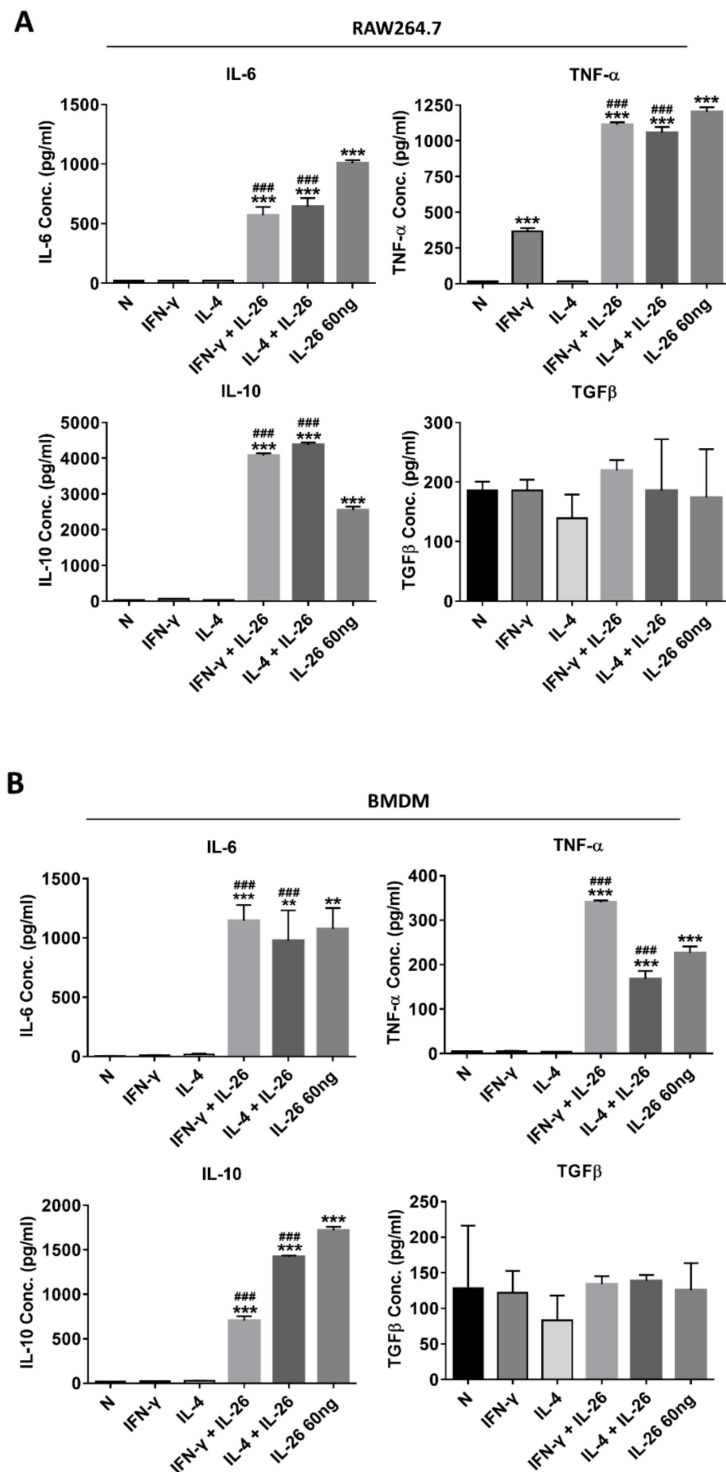 A
RAW264.7
IL-6
IL-6 Conc. (pg/ml)
1500
1000
500
0
###
***
###
***
***
N
IFN-γ
IL-4
IFN-γ + IL-26
IL-4 + IL-26
IL-26 60ng
TNF-α
TNF-α Conc. (pg/ml)
1250
1000
750
500
250
0
***
###
***
###
***
***
N
IFN-γ
IL-4
IFN-γ + IL-26
IL-4 + IL-26
IL-26 60ng
IL-10
IL-10 Conc. (pg/ml)
5000
4000
3000
2000
1000
0
###
***
###
***
***
N
IFN-γ
IL-4
IFN-γ + IL-26
IL-4 + IL-26
IL-26 60ng
TGFβ
TGFβ Conc. (pg/ml)
300
200
100
0
N
IFN-γ
IL-4
IFN-γ + IL-26
IL-4 + IL-26
IL-26 60ng
B
BMDM
IL-6
IL-6 Conc. (pg/ml)
1500
1000
500
0
###
***
###
**
**
N
IFN-γ
IL-4
IFN-γ + IL-26
IL-4 + IL-26
IL-26 60ng
TNF-α
TNF-α Conc. (pg/ml)
400
300
200
100
0
###
***
###
***
***
N
IFN-γ
IL-4
IFN-γ + IL-26
IL-4 + IL-26
IL-26 60ng
IL-10
IL-10 Conc. (pg/ml)
2000
1500
1000
500
0
###
***
###
***
***
N
IFN-γ
IL-4
IFN-γ + IL-26
IL-4 + IL-26
IL-26 60ng
TGFβ
TGFβ Conc. (pg/ml)
250
200
150
100
50
0
N
IFN-γ
IL-4
IFN-γ + IL-26
IL-4 + IL-26
IL-26 60ng